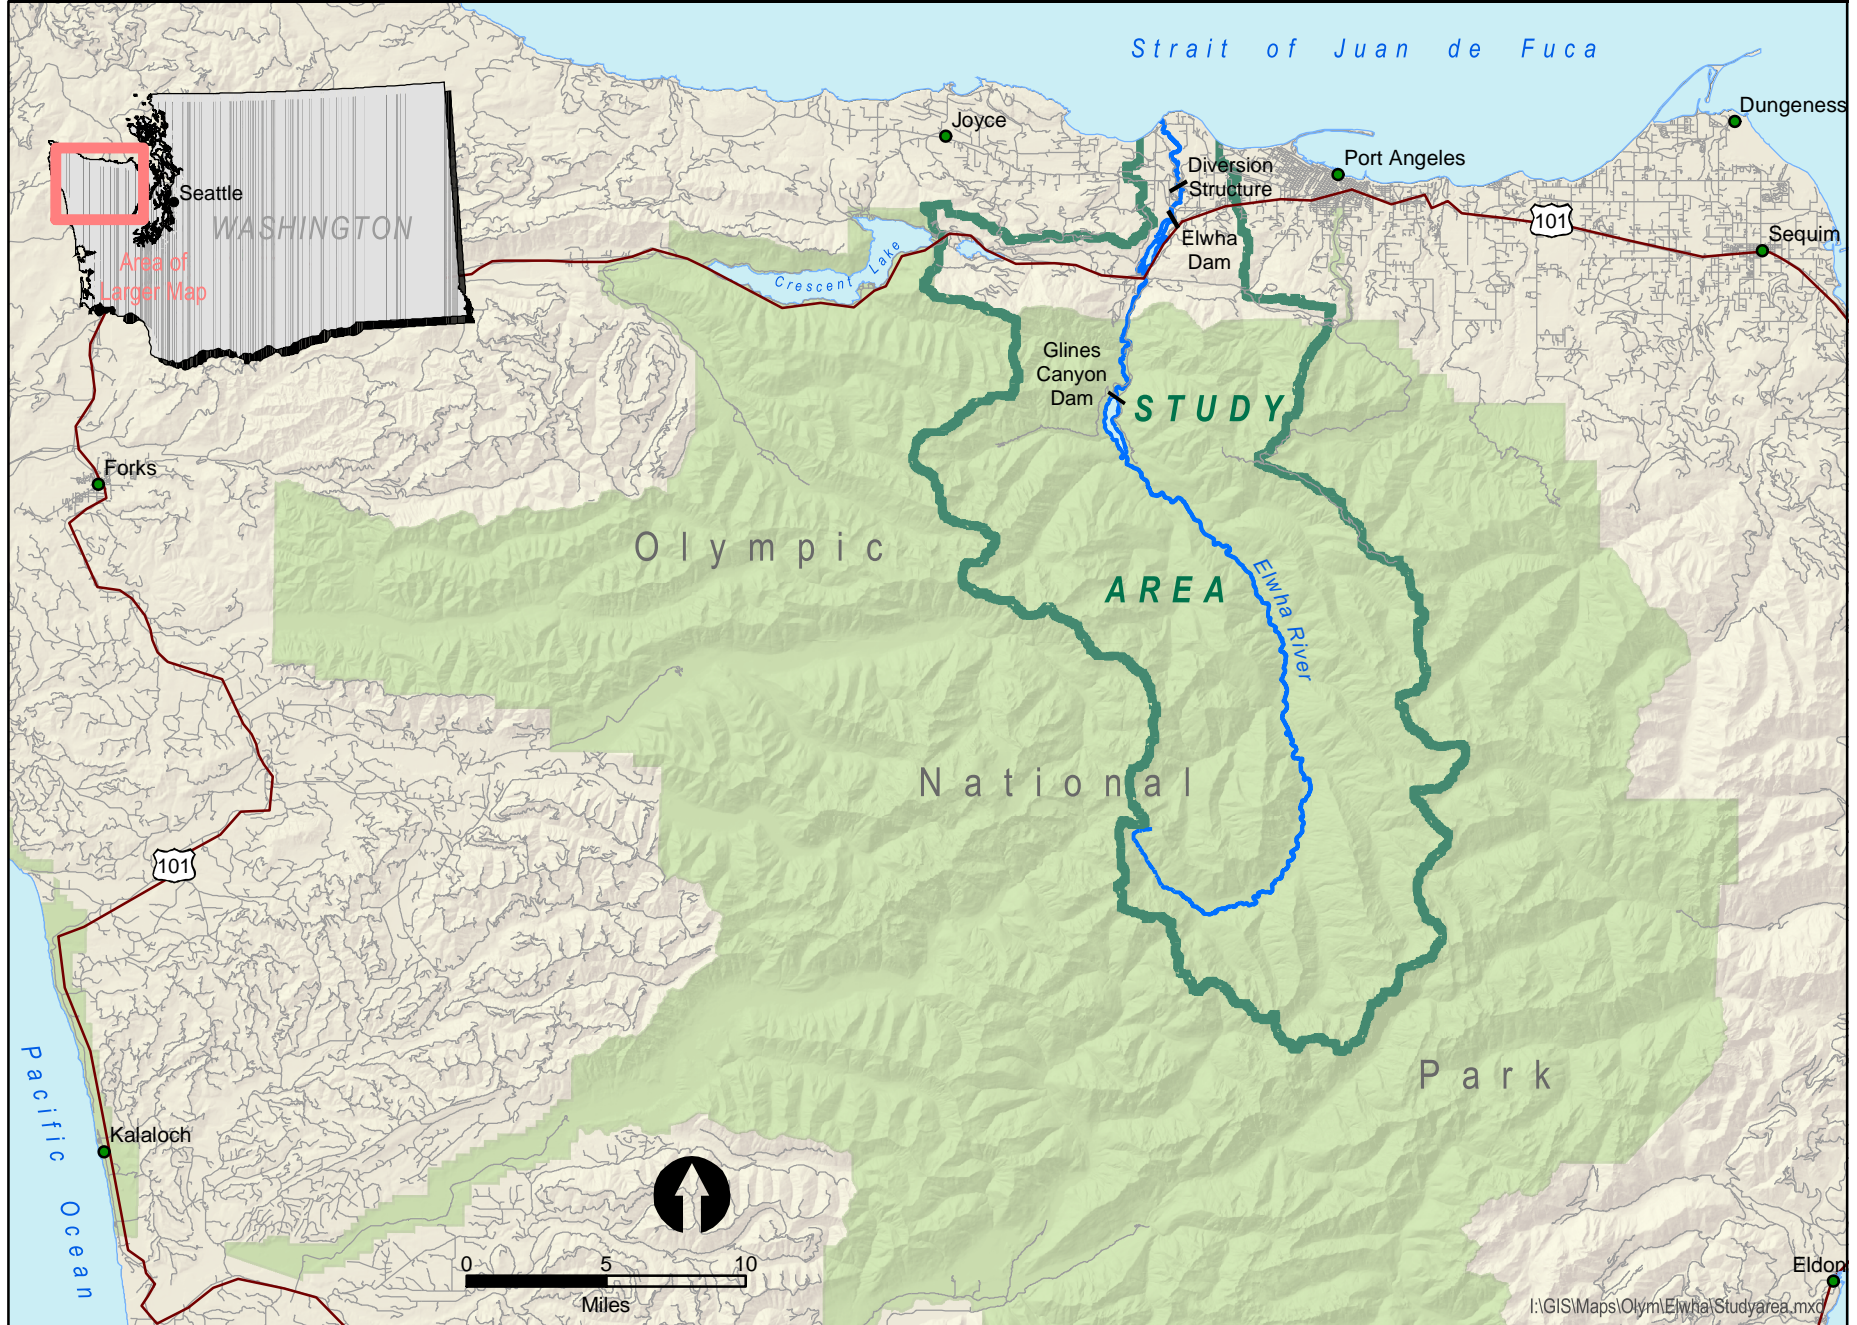 Strait of Juan de Fuca
Dungeness
Joyce
Port Angeles
Diversion
Structure
Seattle
WASHINGTON
101
Sequim
Elwha
Dam
Area of
Larger Map
Crescent Lake
Glines
Canyon
Dam
STUDY
Forks
Olympic
AREA
Elwha River
National
101
Pacific Ocean
Park
Kalaloch
0 5 10
Miles
Eldon
I:\GIS\Maps\Olym\Elwha\Studyarea.mxd